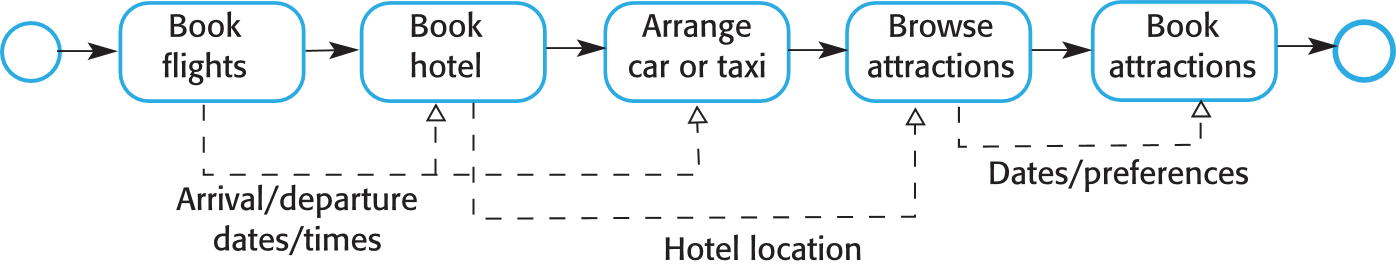 Book
flights
Book
hotel
Arrange
car or taxi
Browse
attractions
Book
attractions
Arrival/departure
dates/times
Hotel location
Dates/preferences